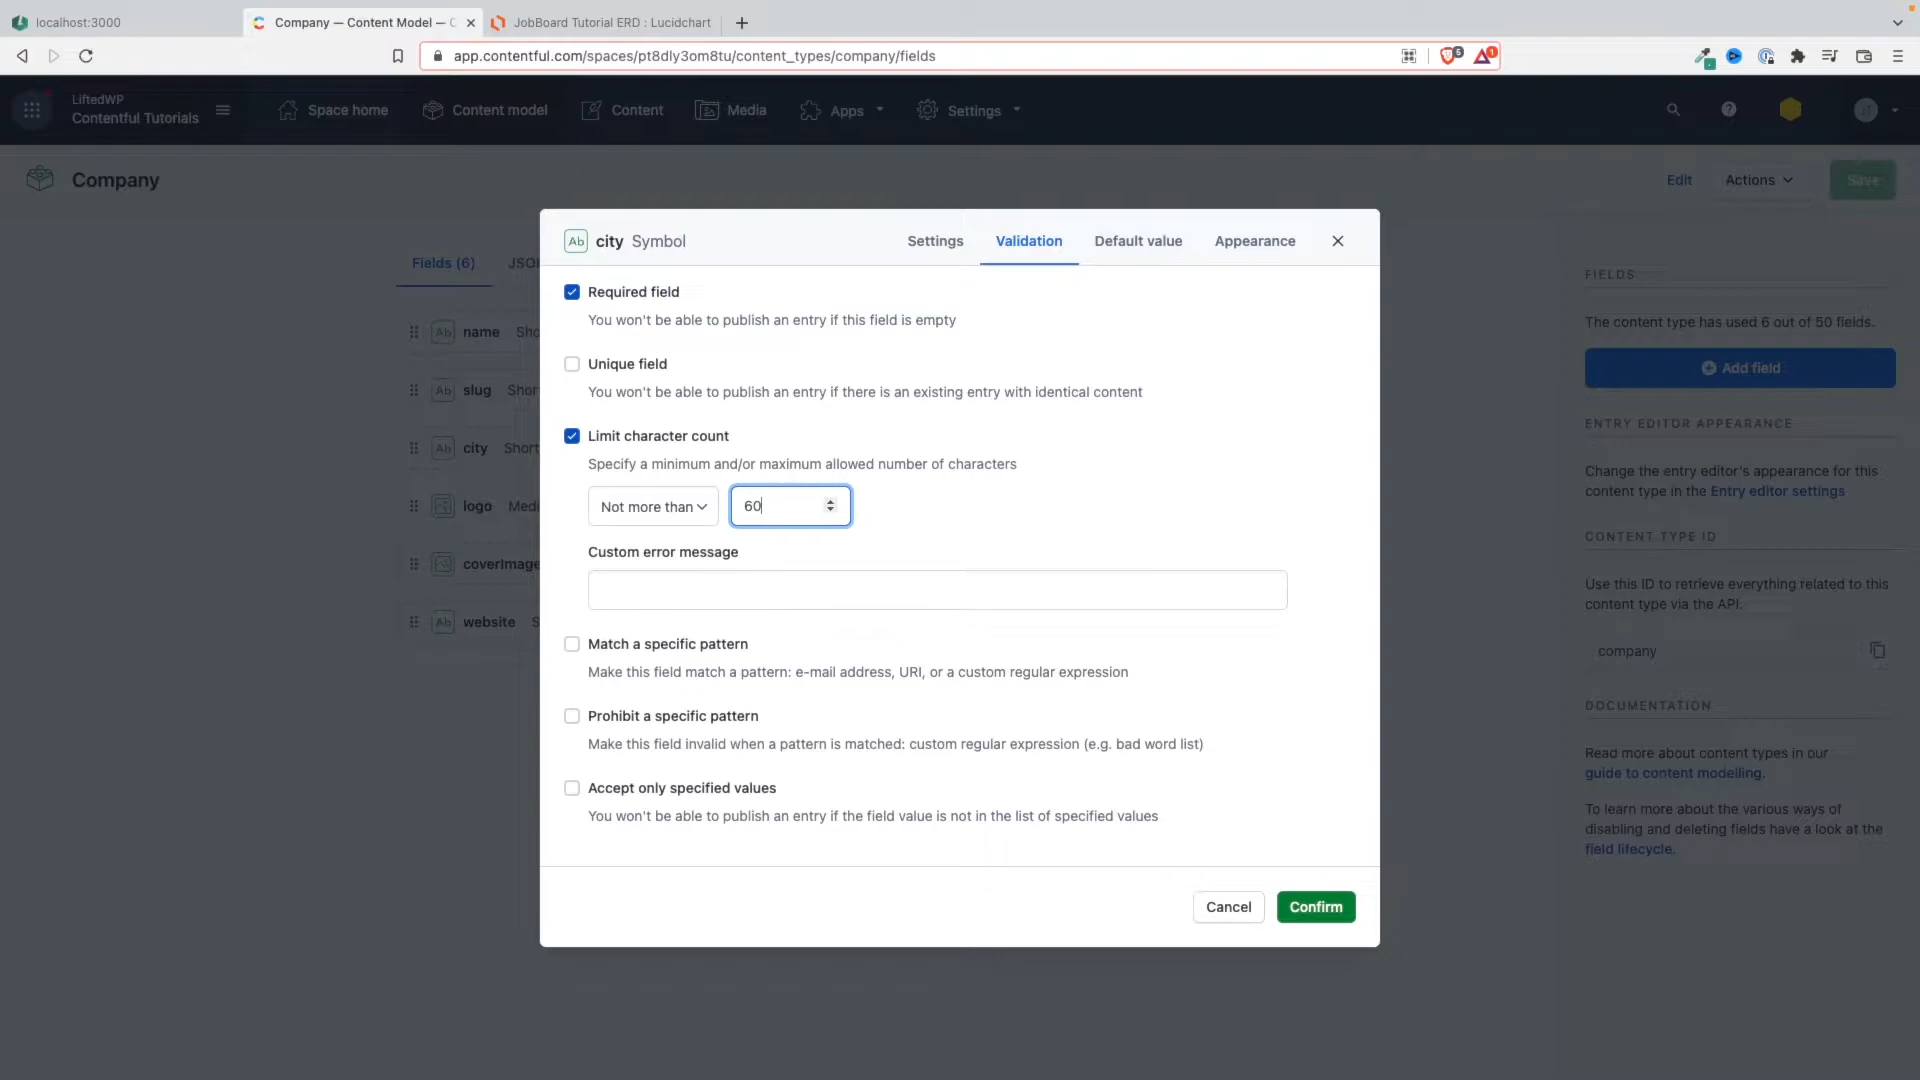 localhost:3000
Company — Content Model — C
JobBoard Tutorial ERD : Lucidchart
app.contentful.com/spaces/pt8dly3om8tu/content_types/company/fields
5
1
LiftedWP
Contentful Tutorials
Space home
Content model
Content
Media
Apps
Settings
Company
Edit
Actions
Save
Ab city Symbol
Settings
Validation
Default value
Appearance
Fields (6)
JSO
Ab name Sho
Ab slug Shor
Ab city Short
logo Medi
coverImage
Ab website S
Required field
You won't be able to publish an entry if this field is empty
Unique field
You won't be able to publish an entry if there is an existing entry with identical content
Limit character count
Specify a minimum and/or maximum allowed number of characters
Not more than
60
Custom error message
Match a specific pattern
Make this field match a pattern: e-mail address, URI, or a custom regular expression
Prohibit a specific pattern
Make this field invalid when a pattern is matched: custom regular expression (e.g. bad word list)
Accept only specified values
You won't be able to publish an entry if the field value is not in the list of specified values
Cancel
Confirm
FIELDS
The content type has used 6 out of 50 fields.
Add field
ENTRY EDITOR APPEARANCE
Change the entry editor's appearance for this
content type in the Entry editor settings
CONTENT TYPE ID
Use this ID to retrieve everything related to this
content type via the API.
company
DOCUMENTATION
Read more about content types in our
guide to content modelling.
To learn more about the various ways of
disabling and deleting fields have a look at the
field lifecycle.